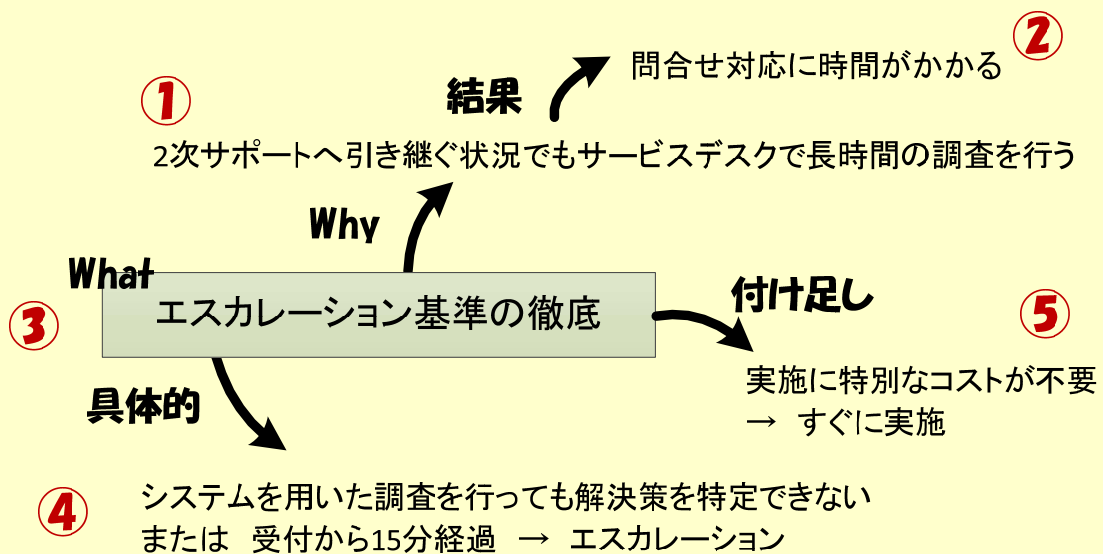 ②
問合せ対応に時間がかかる
結果
①
2次サポートへ引き継ぐ状況でもサービスデスクで長時間の調査を行う
Why
What
エスカレーション基準の徹底
③
付け足し
⑤
実施に特別なコストが不要
→ すぐに実施
具体的
④
システムを用いた調査を行っても解決策を特定できない
または 受付から15分経過 → エスカレーション